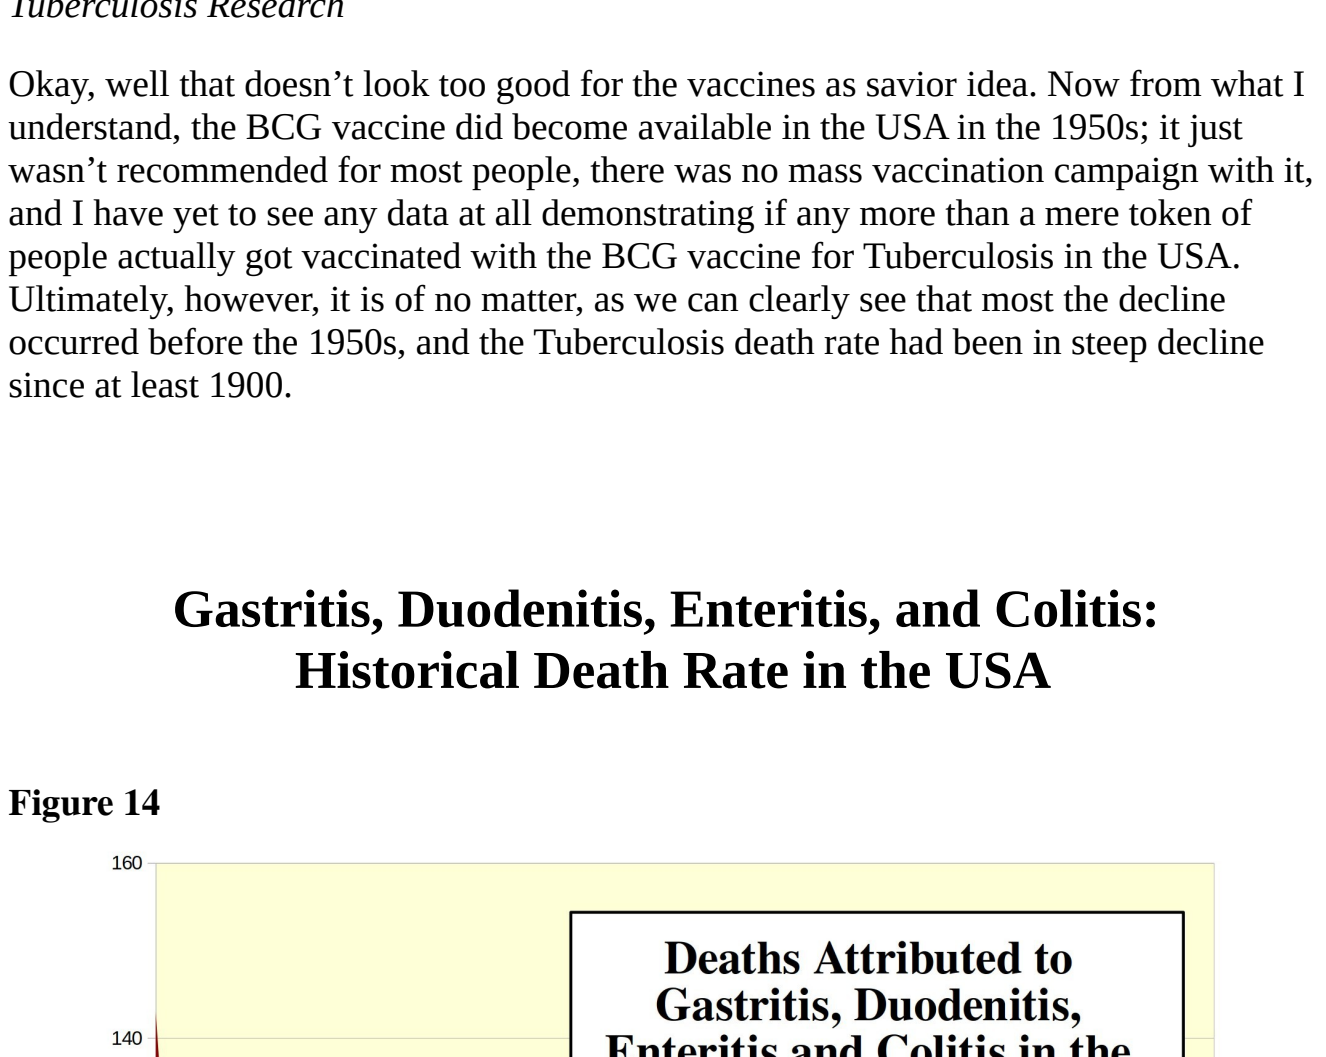 Tuberculosis Research
Okay, well that doesn’t look too good for the vaccines as savior idea. Now from what I
understand, the BCG vaccine did become available in the USA in the 1950s; it just
wasn’t recommended for most people, there was no mass vaccination campaign with it,
and I have yet to see any data at all demonstrating if any more than a mere token of
people actually got vaccinated with the BCG vaccine for Tuberculosis in the USA.
Ultimately, however, it is of no matter, as we can clearly see that most the decline
occurred before the 1950s, and the Tuberculosis death rate had been in steep decline
since at least 1900.
Gastritis, Duodenitis, Enteritis, and Colitis:
Historical Death Rate in the USA
Figure 14
160
Deaths Attributed to
Gastritis, Duodenitis,
Enteritis and Colitis in the
140